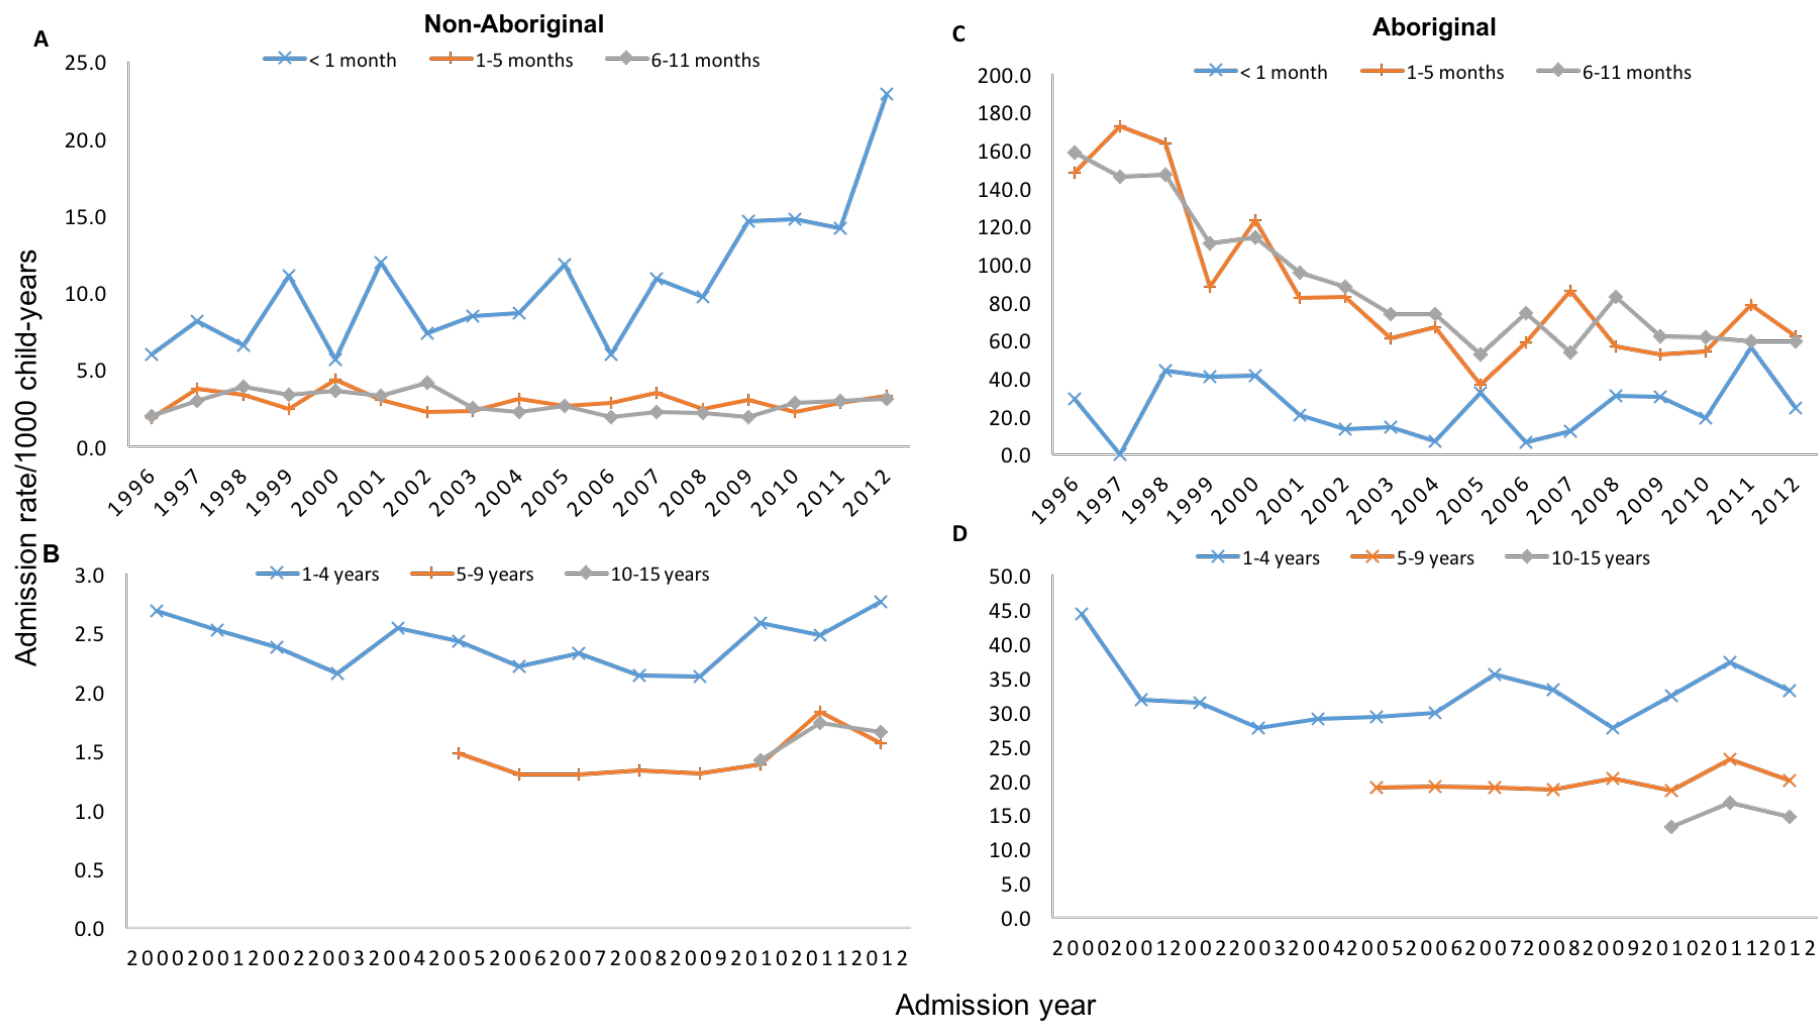 Non-Aboriginal
Aboriginal
Admission rate/1000 child-years
A
< 1 month 1-5 months 6-11 months
25.0
20.0
15.0
10.0
5.0
0.0
1996 1997 1998 1999 2000 2001 2002 2003 2004 2005 2006 2007 2008 2009 2010 2011 2012
B
1-4 years 5-9 years 10-15 years
3.0
2.5
2.0
1.5
1.0
0.5
0.0
2000 2001 2002 2003 2004 2005 2006 2007 2008 2009 2010 2011 2012
C
< 1 month 1-5 months 6-11 months
200.0
180.0
160.0
140.0
120.0
100.0
80.0
60.0
40.0
20.0
0.0
1996 1997 1998 1999 2000 2001 2002 2003 2004 2005 2006 2007 2008 2009 2010 2011 2012
D
1-4 years 5-9 years 10-15 years
50.0
45.0
40.0
35.0
30.0
25.0
20.0
15.0
10.0
5.0
0.0
2000 2001 2002 2003 2004 2005 2006 2007 2008 2009 2010 2011 2012
Admission year